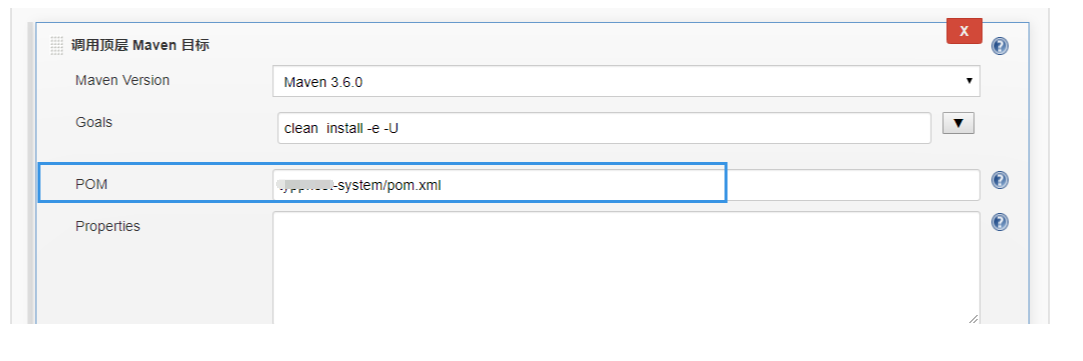 X
调用顶层 Maven 目标
Maven Version
Maven 3.6.0
Goals
clean install -e -U
POM
-system/pom.xml
Properties